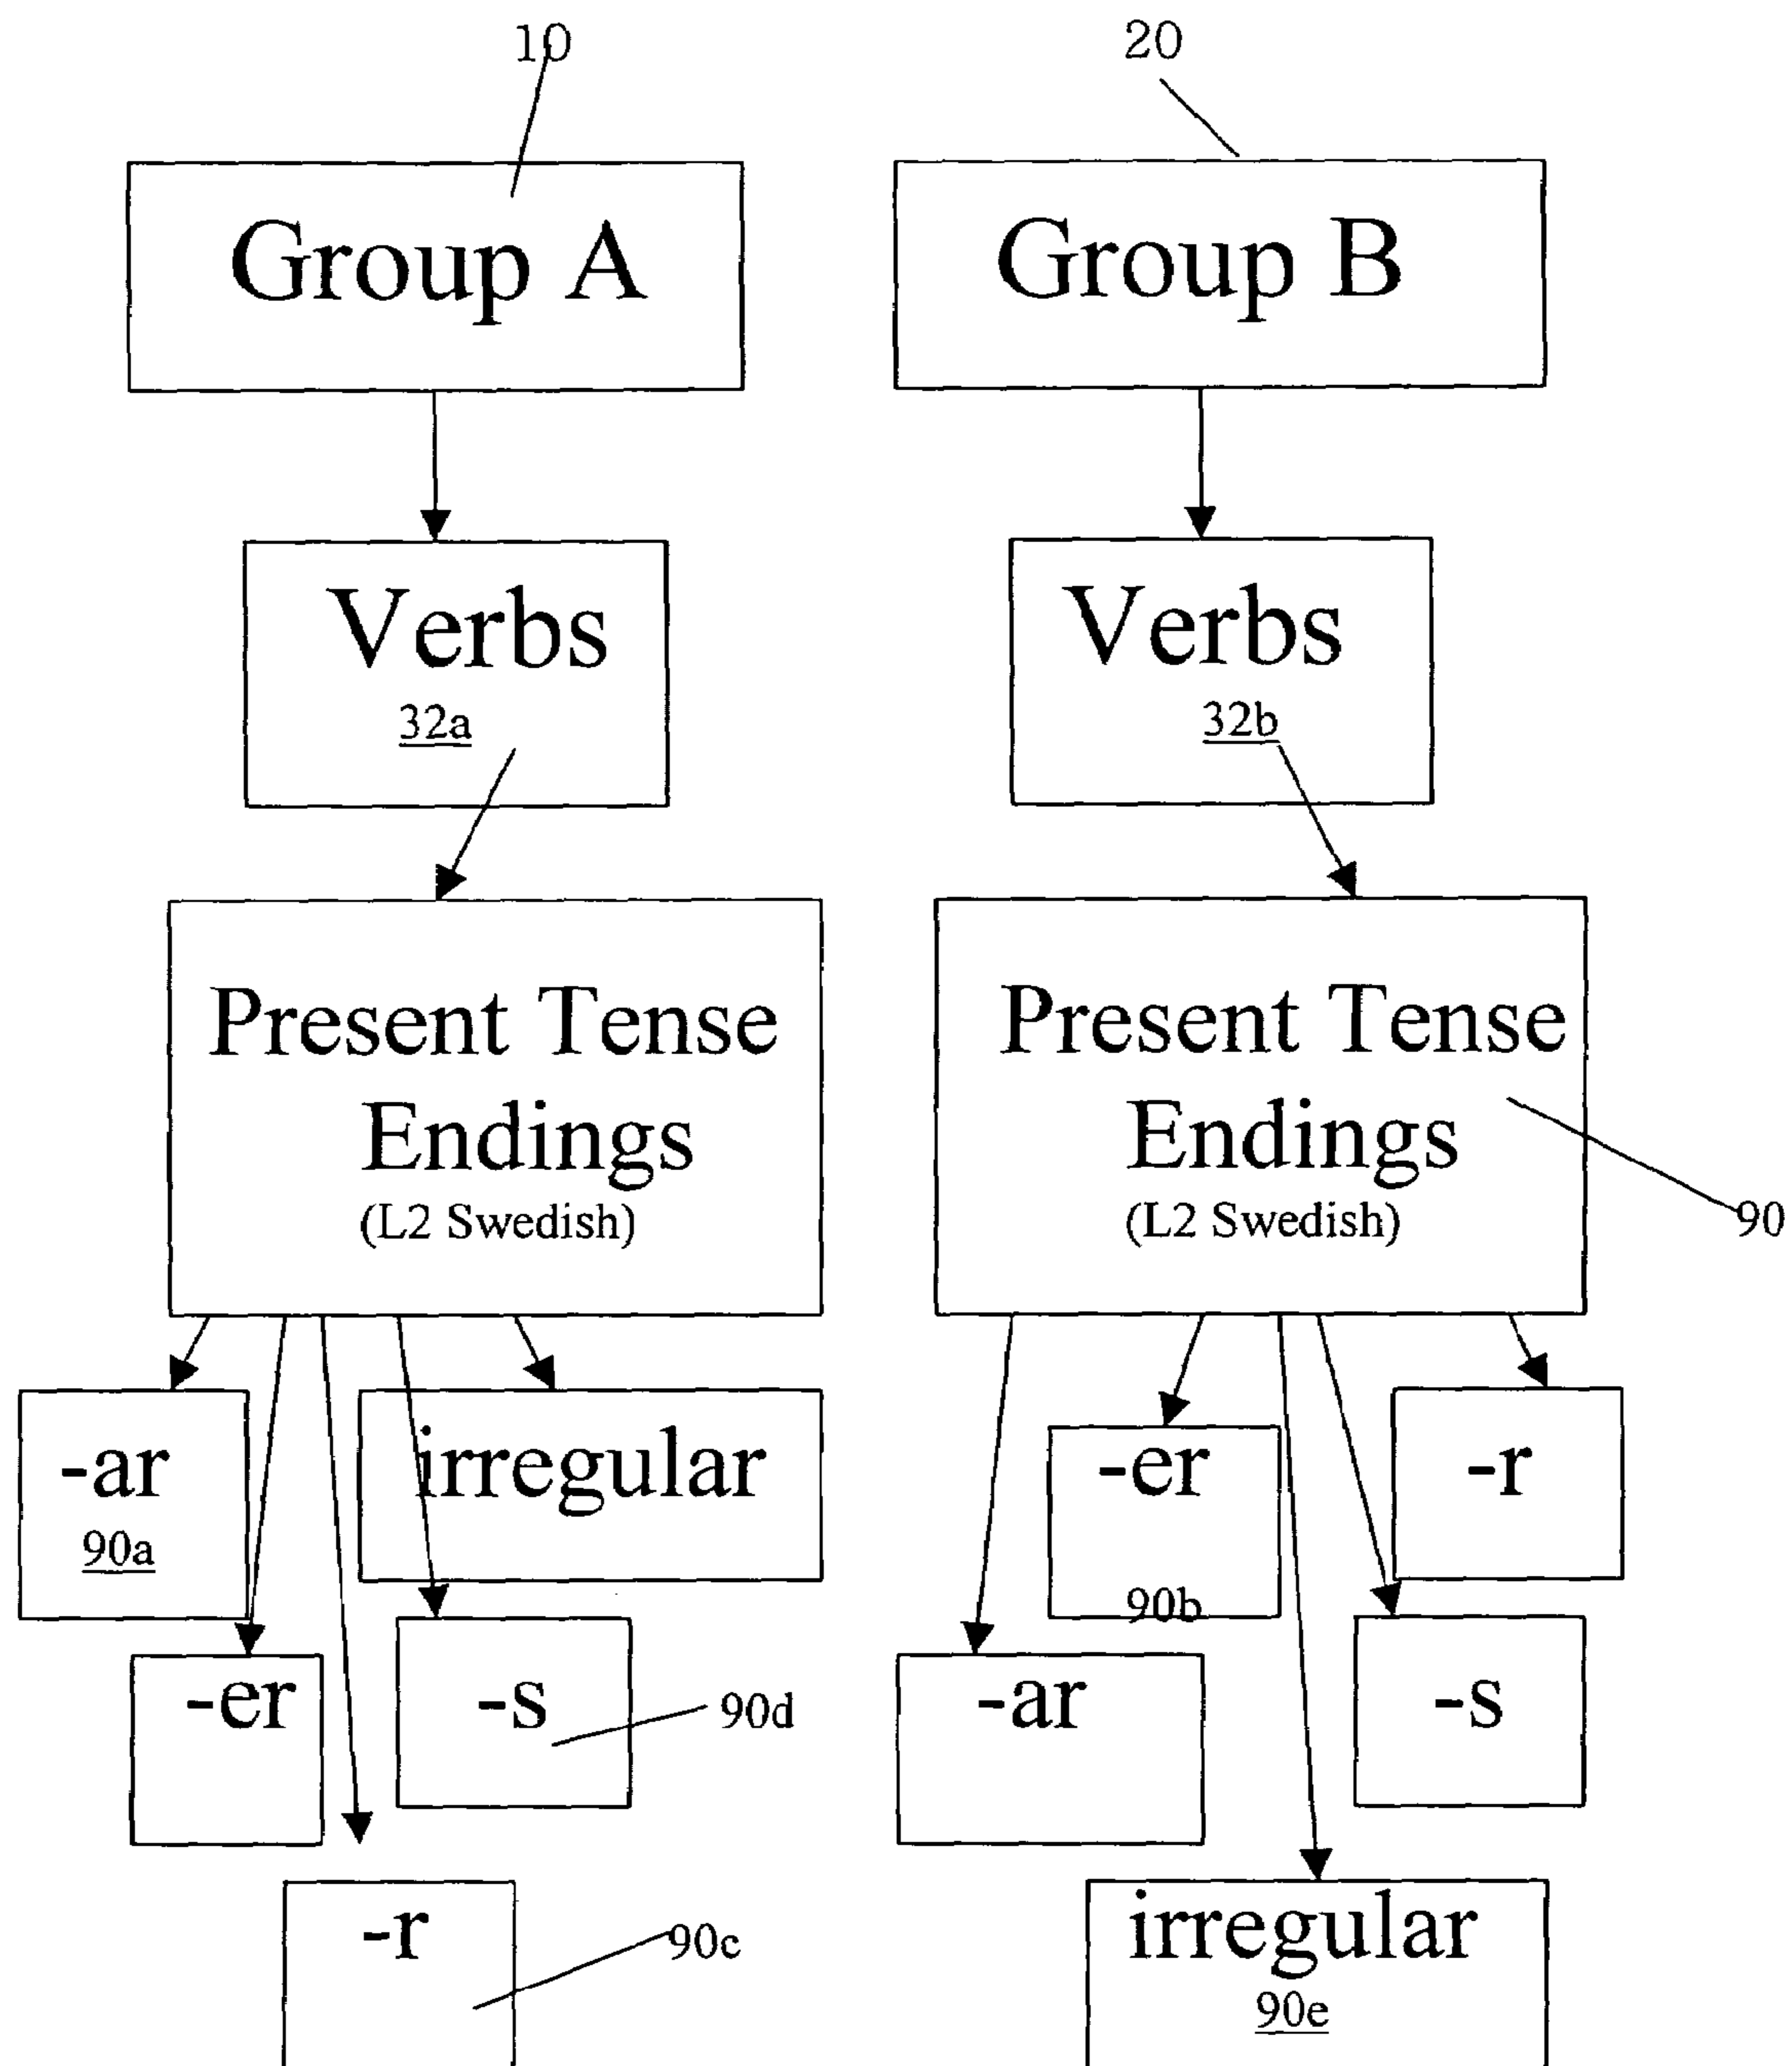 10
20
Group A
Group B
Verbs
32a
Verbs
32b
Present Tense
Endings
(L2 Swedish)
Present Tense
Endings
(L2 Swedish)
90
-ar
90a
irregular
-er
90b
-r
-er
-s
90d
-ar
-s
-r
90c
irregular
90e